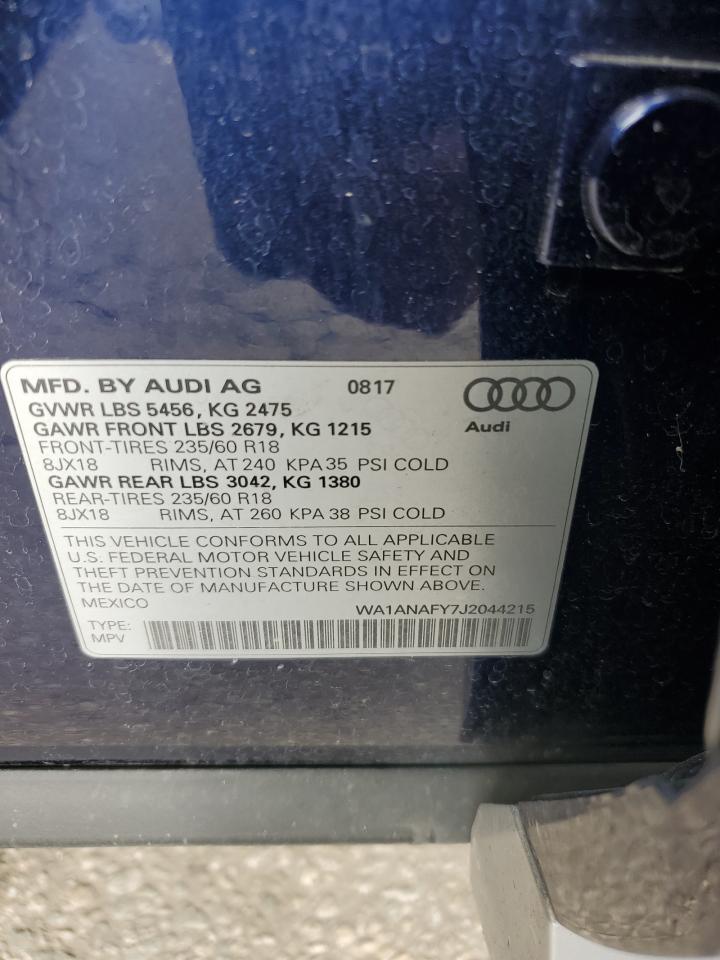 MFD. BY AUDI AG 0817
GVWR LBS 5456, KG 2475
GAWR FRONT LBS 2679, KG 1215
Audi
FRONT-TIRES 235/60 R18
8JX18 RIMS, AT 240 KPA 35 PSI COLD
GAWR REAR LBS 3042, KG 1380
REAR-TIRES 235/60 R18
8JX18 RIMS, AT 260 KPA 38 PSI COLD
THIS VEHICLE CONFORMS TO ALL APPLICABLE
U.S. FEDERAL MOTOR VEHICLE SAFETY AND
THEFT PREVENTION STANDARDS IN EFFECT ON
THE DATE OF MANUFACTURE SHOWN ABOVE.
MEXICO WA1ANAFY7J2044215
TYPE:
MPV